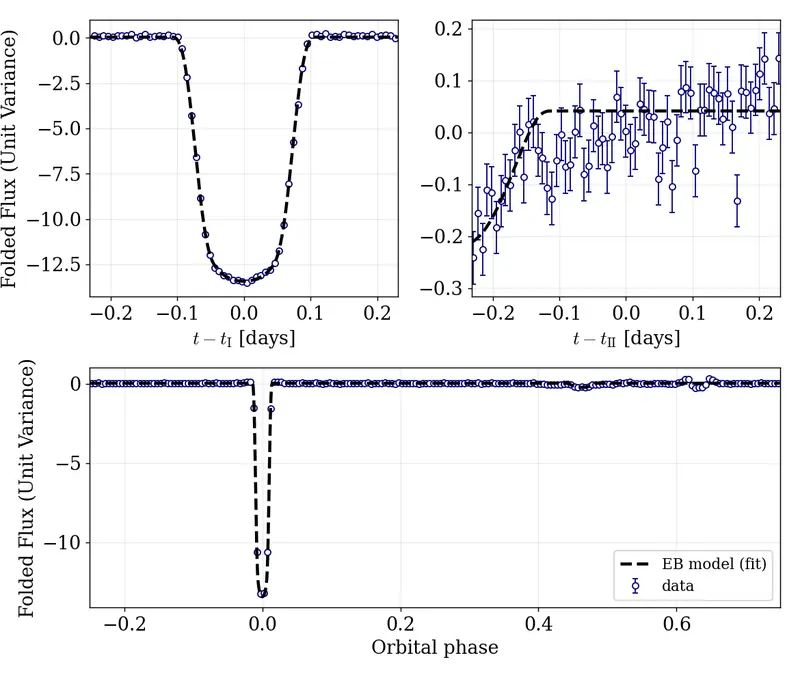 Folded Flux (Unit Variance)
0.0
−2.5
−5.0
−7.5
−10.0
−12.5
−0.2 −0.1 0.0 0.1 0.2
t − t_I [days]
0.2
0.1
0.0
−0.1
−0.2
−0.3
−0.2 −0.1 0.0 0.1 0.2
t − t_II [days]
Folded Flux (Unit Variance)
0
−5
−10
−0.2 0.0 0.2 0.4 0.6
Orbital phase
EB model (fit)
data